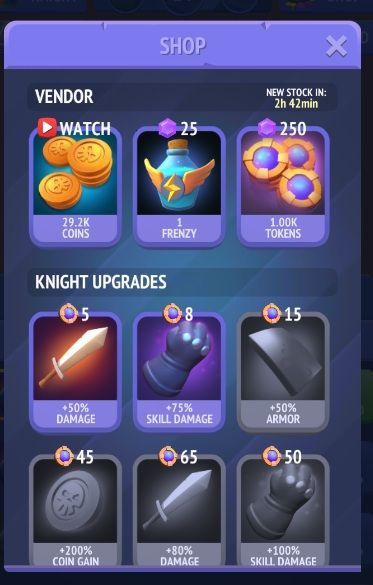 SHOP
VENDOR
NEW STOCK IN:
2h 42min
WATCH
25
250
29.2K
COINS
1
FRENZY
1.00K
TOKENS
KNIGHT UPGRADES
5
8
15
+50%
DAMAGE
+75%
SKILL DAMAGE
+50%
ARMOR
45
65
50
+200%
COIN GAIN
+80%
DAMAGE
+100%
SKILL DAMAGE